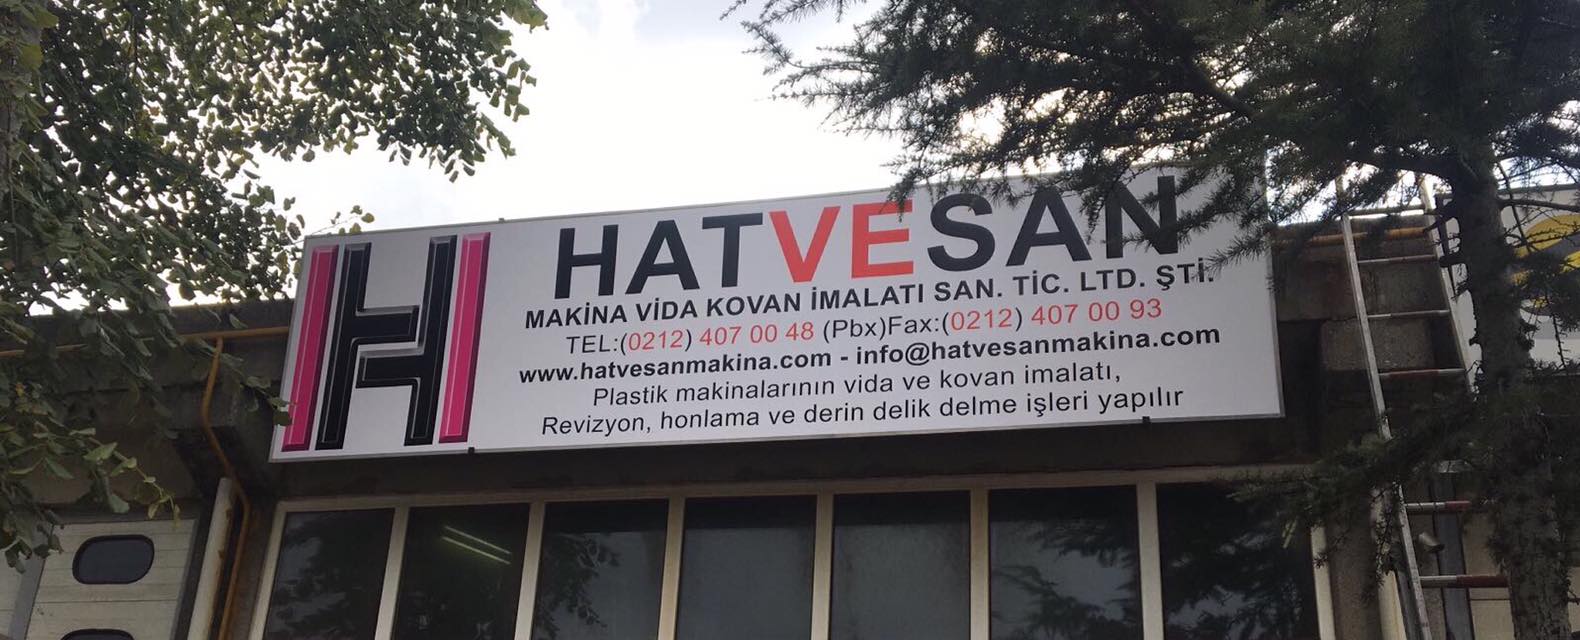 H
HATVESAN
MAKİNA VİDA KOVAN İMALATI SAN. TİC. LTD. ŞTİ.
TEL:(0212) 407 00 48 (Pbx)Fax:(0212) 407 00 93
www.hatvesanmakina.com - info@hatvesanmakina.com
Plastik makinalarının vida ve kovan imalatı,
Revizyon, honlama ve derin delik delme işleri yapılır